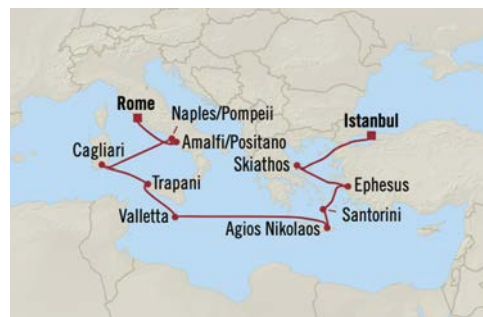 Rome
Naples/Pompeii
Istanbul
Amalfi/Positano
Cagliari
Skiathos
Trapani
Ephesus
Valletta
Santorini
Agios Nikolaos